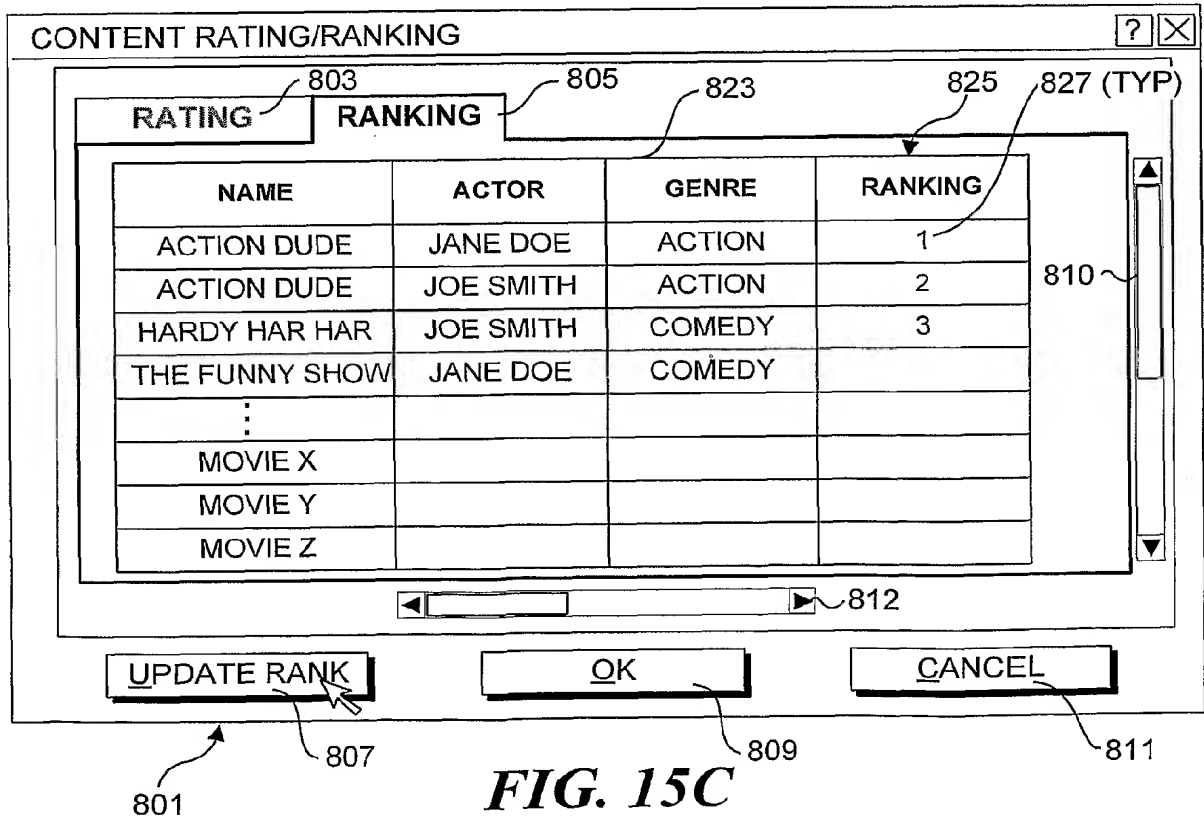 CONTENT RATING/RANKING ?
803 805 823 825 827 (TYP)
RATING RANKING
NAME ACTOR GENRE RANKING
ACTION DUDE JANE DOE ACTION 1
ACTION DUDE JOE SMITH ACTION 2
810
HARDY HAR HAR JOE SMITH COMEDY 3
THE FUNNY SHOW JANE DOE COMEDY
MOVIE X
MOVIE Y
MOVIE Z
812
UPDATE RANK OK CANCEL
807 809 811
801
FIG. 15C